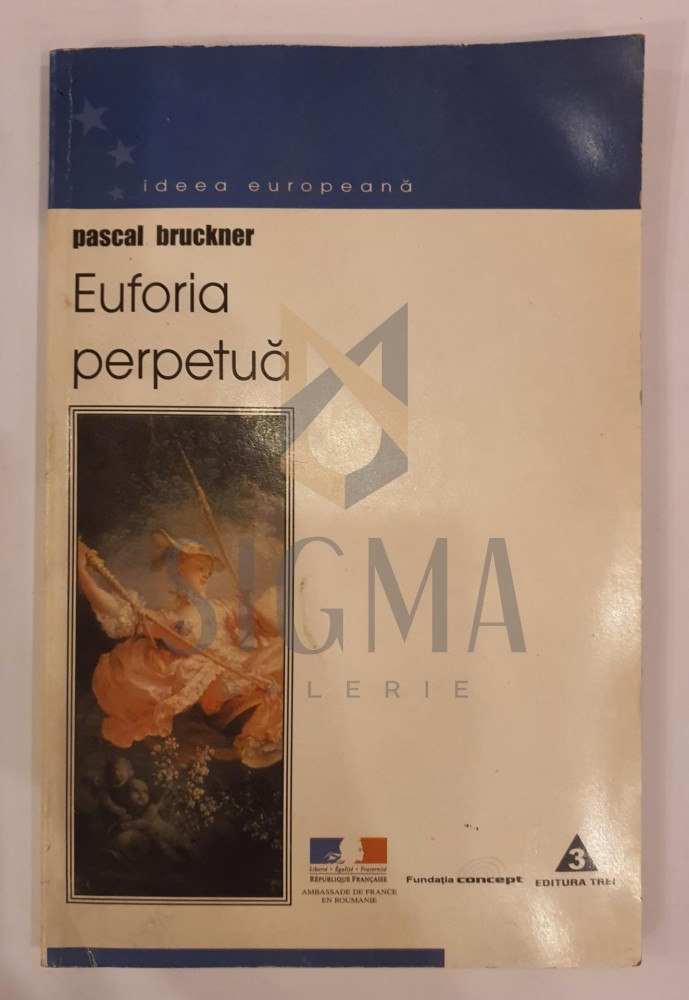 ideea europeană
pascal bruckner
Euforia
perpetuă
SIGMA
GALERIE
Liberté • Égalité • Fraternité
RÉPUBLIQUE FRANÇAISE
AMBASSADE DE FRANCE
EN ROUMANIE
Fundația concept
3
EDITURA TREI